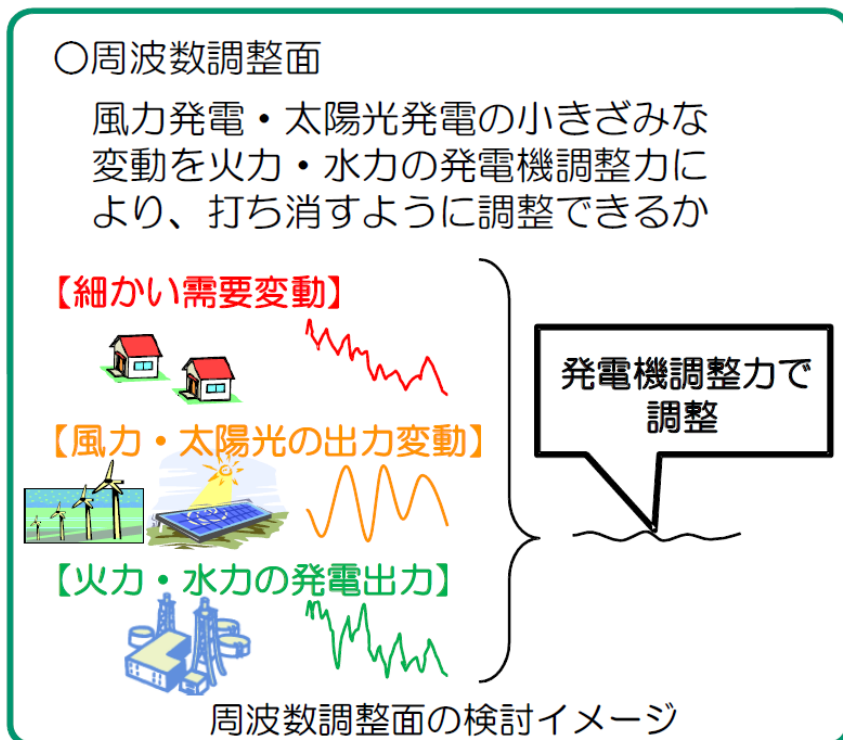 ○周波数調整面
風力発電・太陽光発電の小きざみな
変動を火力・水力の発電機調整力に
より、打ち消すように調整できるか
【細かい需要変動】
【風力・太陽光の出力変動】
【火力・水力の発電出力】
発電機調整力で
調整
周波数調整面の検討イメージ